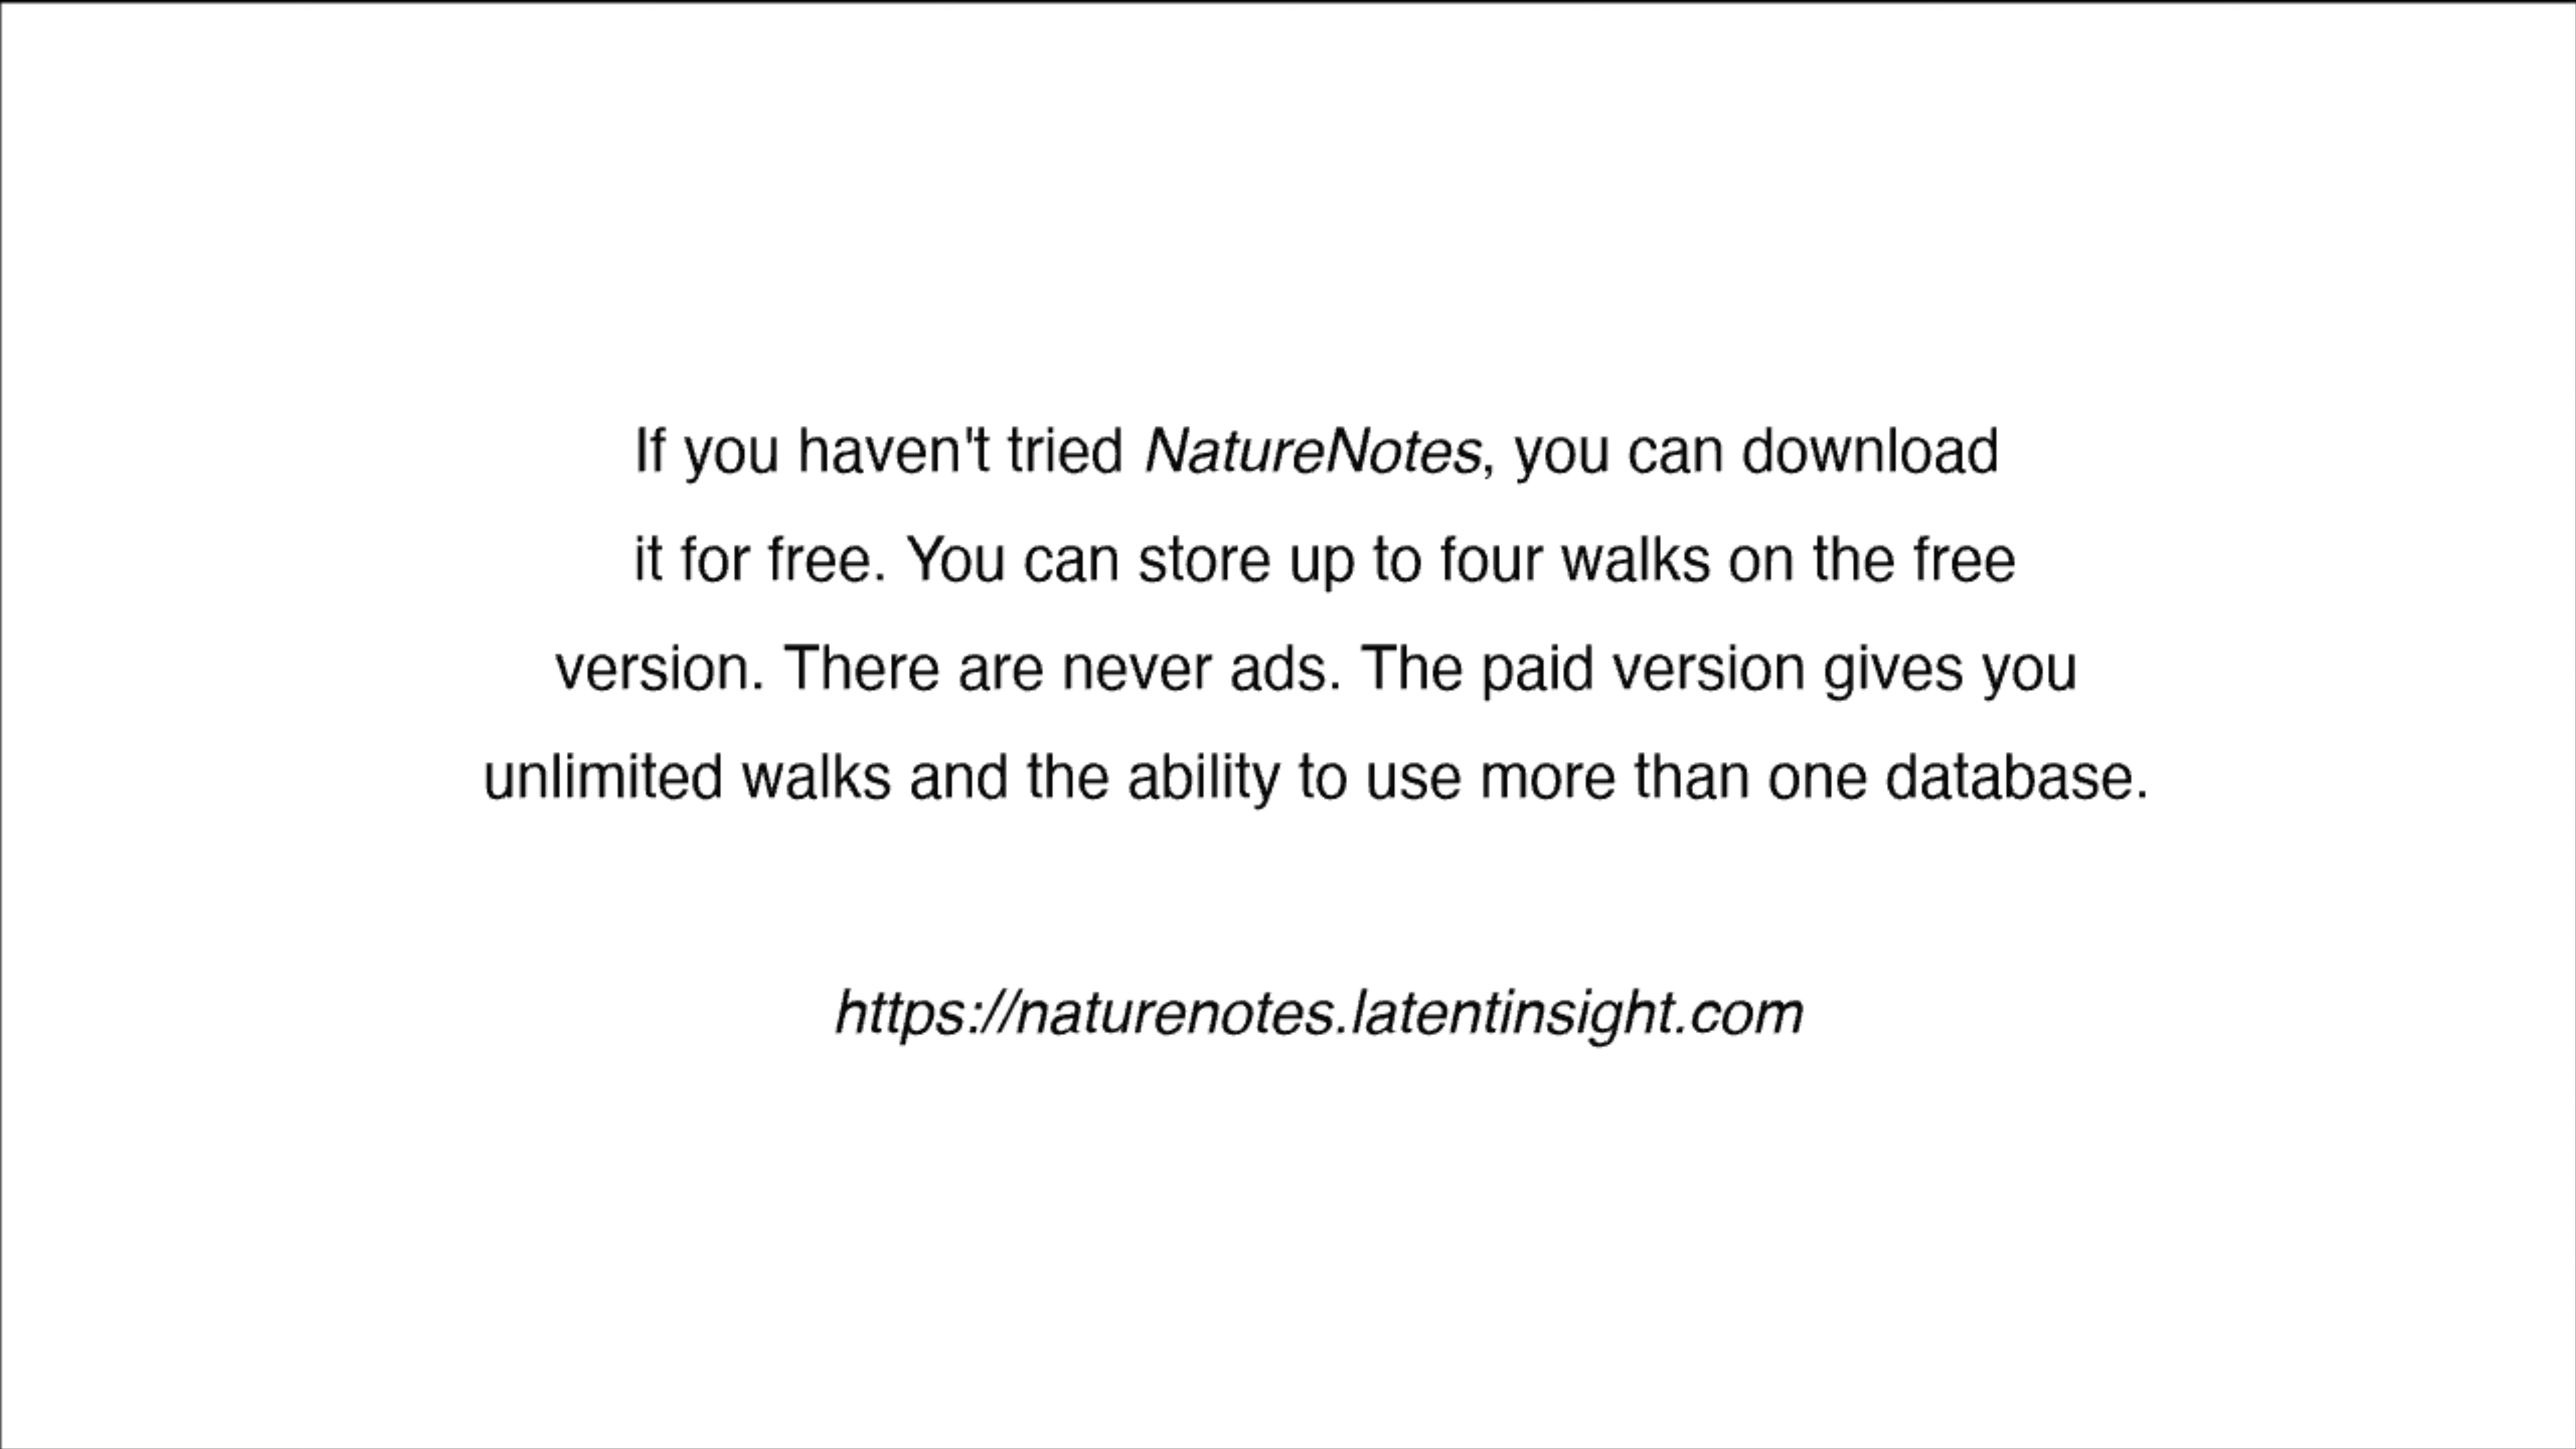 If you haven't tried NatureNotes, you can download
it for free. You can store up to four walks on the free
version. There are never ads. The paid version gives you
unlimited walks and the ability to use more than one database.
https://naturenotes.latentinsight.com